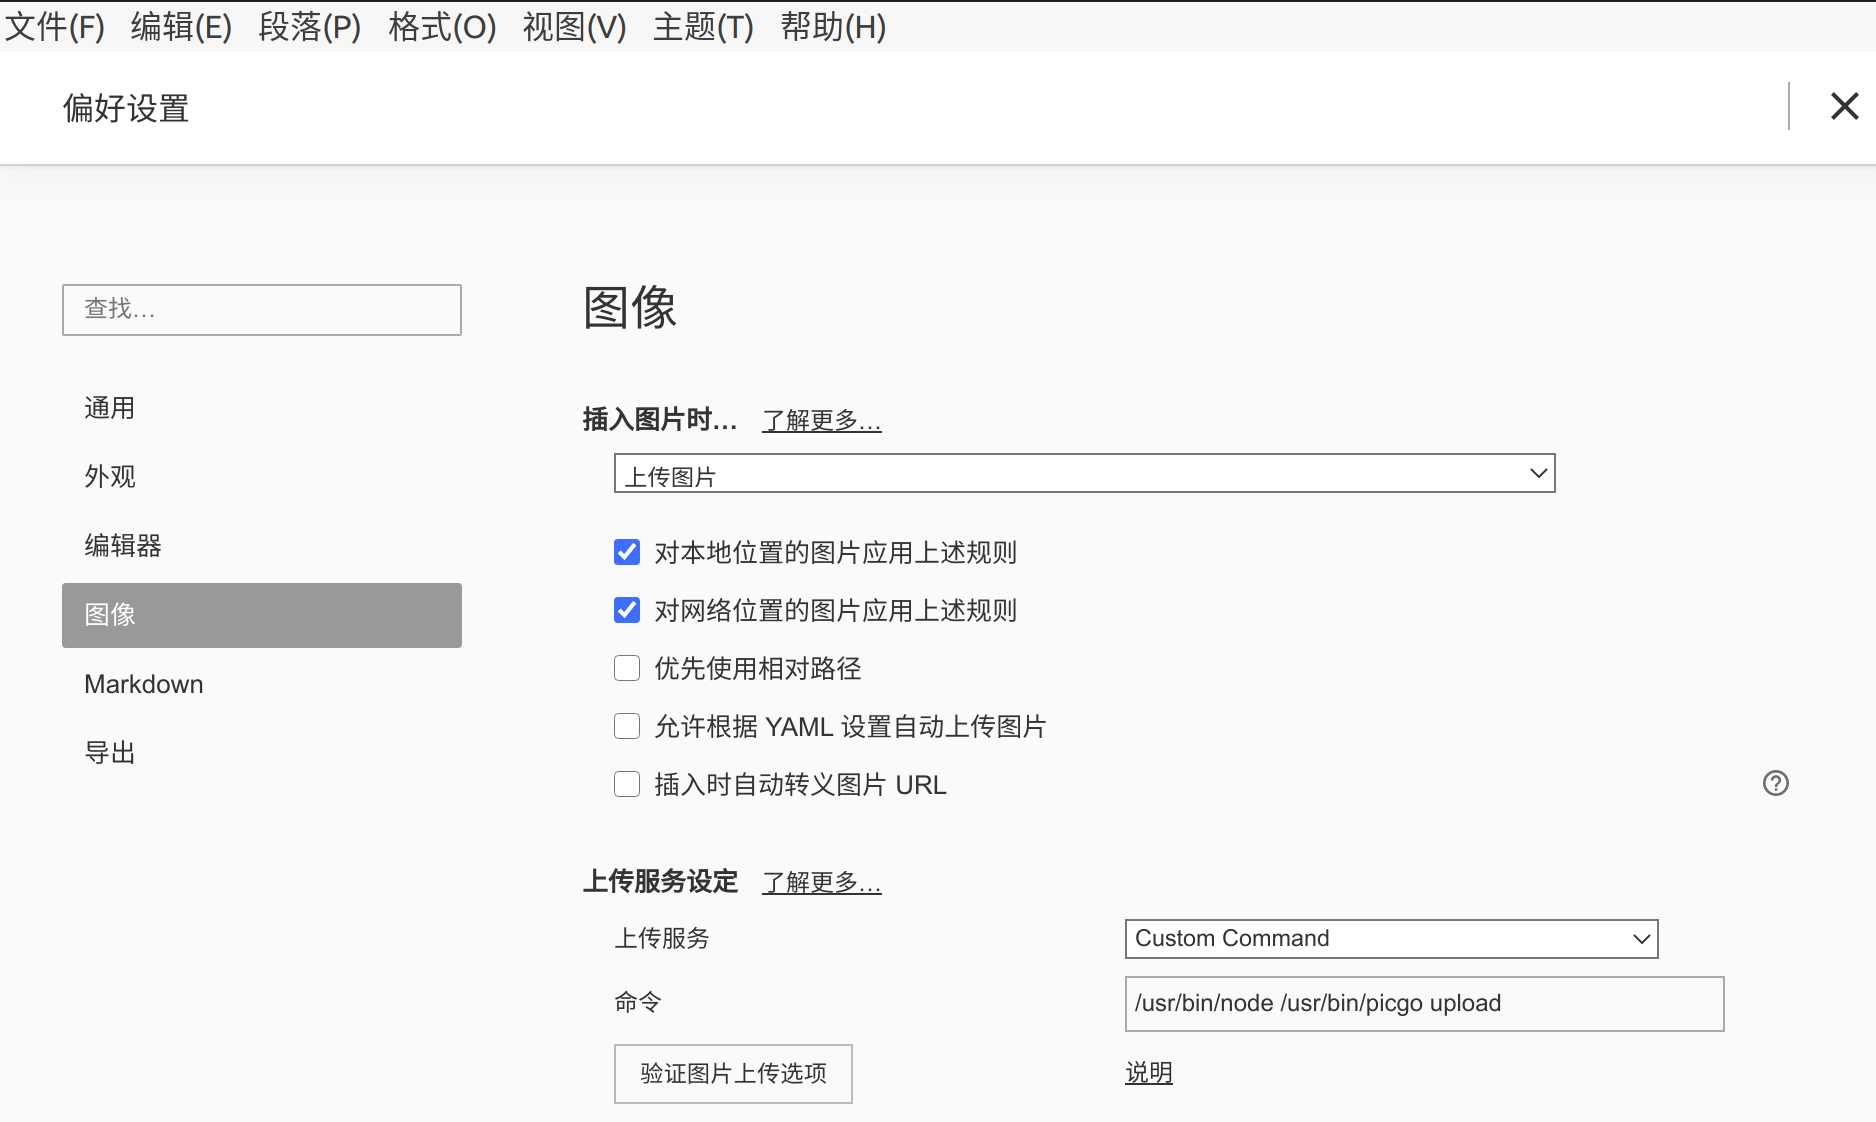 文件(F) 编辑(E) 段落(P) 格式(O) 视图(V) 主题(T) 帮助(H)
偏好设置
查找…
通用
外观
编辑器
图像
Markdown
导出
图像
插入图片时… 了解更多…
上传图片
对本地位置的图片应用上述规则
对网络位置的图片应用上述规则
优先使用相对路径
允许根据 YAML 设置自动上传图片
插入时自动转义图片 URL
上传服务设定 了解更多…
上传服务 Custom Command
命令 /usr/bin/node /usr/bin/picgo upload
验证图片上传选项 说明